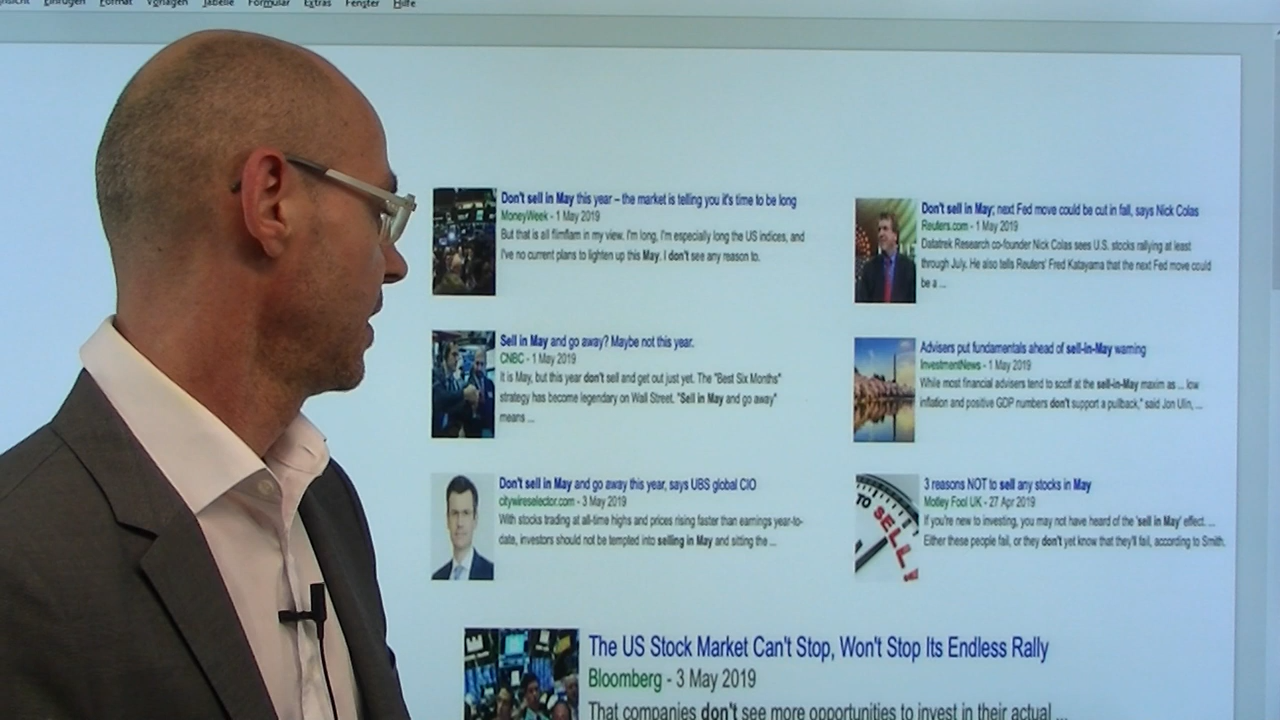 Einfügen Format Vorlagen Tabelle Formular Extras Fenster Hilfe
Don't sell in May this year – the market is telling you it's time to be long
MoneyWeek - 1 May 2019
But that is all flimflam in my view. I'm long, I'm especially long the US indices, and
I've no current plans to lighten up this May. I don't see any reason to.
Don't sell in May; next Fed move could be cut in fall, says Nick Colas
Reuters.com - 1 May 2019
Datatrek Research co-founder Nick Colas sees U.S. stocks rallying at least
through July. He also tells Reuters' Fred Katayama that the next Fed move could
be a ...
Sell in May and go away? Maybe not this year.
CNBC - 1 May 2019
It is May, but this year don't sell and get out just yet. The "Best Six Months"
strategy has become legendary on Wall Street. "Sell in May and go away"
means ...
Advisers put fundamentals ahead of sell-in-May warning
InvestmentNews - 1 May 2019
While most financial advisers tend to scoff at the sell-in-May maxim as ... low
inflation and positive GDP numbers don't support a pullback," said Jon Ulin, ...
Don't sell in May and go away this year, says UBS global CIO
citywireselector.com - 3 May 2019
With stocks trading at all-time highs and prices rising faster than earnings year-to-
date, investors should not be tempted into selling in May and sitting the ...
TO SELL!
3 reasons NOT to sell any stocks in May
Motley Fool UK - 27 Apr 2019
If you're new to investing, you may not have heard of the 'sell in May' effect. ...
Either these people fail, or they don't yet know that they'll fail, according to Smith.
The US Stock Market Can't Stop, Won't Stop Its Endless Rally
Bloomberg - 3 May 2019
That companies don't see more opportunities to invest in their actual ...